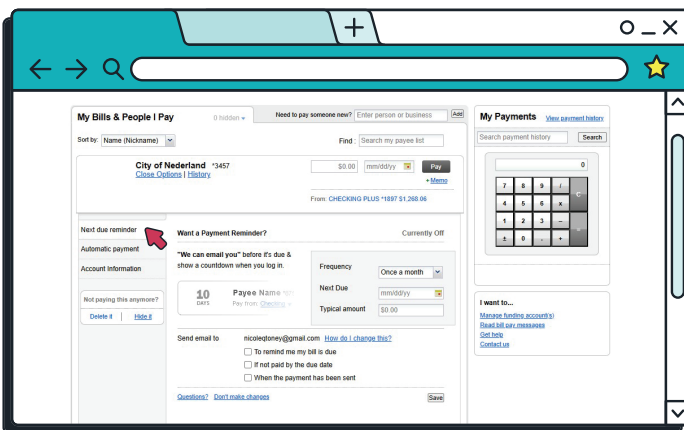 My Bills & People I Pay
0 hidden
Need to pay someone new? Enter person or business Add
Sort by: Name (Nickname)
Find : Search my payee list
City of Nederland *3457
$0.00 mm/dd/yy Pay
Close Options | History
+ Memo
From: CHECKING PLUS *1897 $1,268.06
Next due reminder
Automatic payment
Account Information
Not paying this anymore?
Delete it | Hide it
Want a Payment Reminder? Currently Off
"We can email you" before it's due &
show a countdown when you log in.
10
DAYS
Payee Name
Pay from: Checking
Frequency Once a month
Next Due mm/dd/yy
Typical amount $0.00
Send email to nicoleqtoney@gmail.com How do I change this?
To remind me my bill is due
If not paid by the due date
When the payment has been sent
Questions? Don't make changes Save
My Payments View payment history
Search payment history Search
0
7 8 9 / C
4 5 6 x
1 2 3 – =
± 0 . +
I want to...
Manage funding account(s)
Read bill pay messages
Get help
Contact us